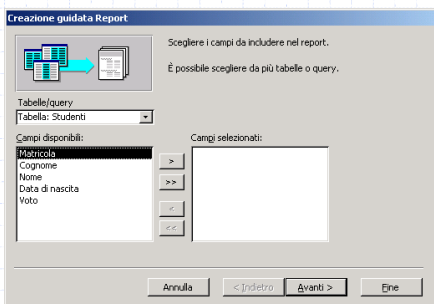 Creazione guidata Report
Scegliere i campi da includere nel report.
È possibile scegliere da più tabelle o query.
Tabelle/query
Tabella: Studenti
Campi disponibili:
Campi selezionati:
Matricola
Cognome
Nome
Data di nascita
Voto
>
>>
<
<<
Annulla
< Indietro
Avanti >
Fine